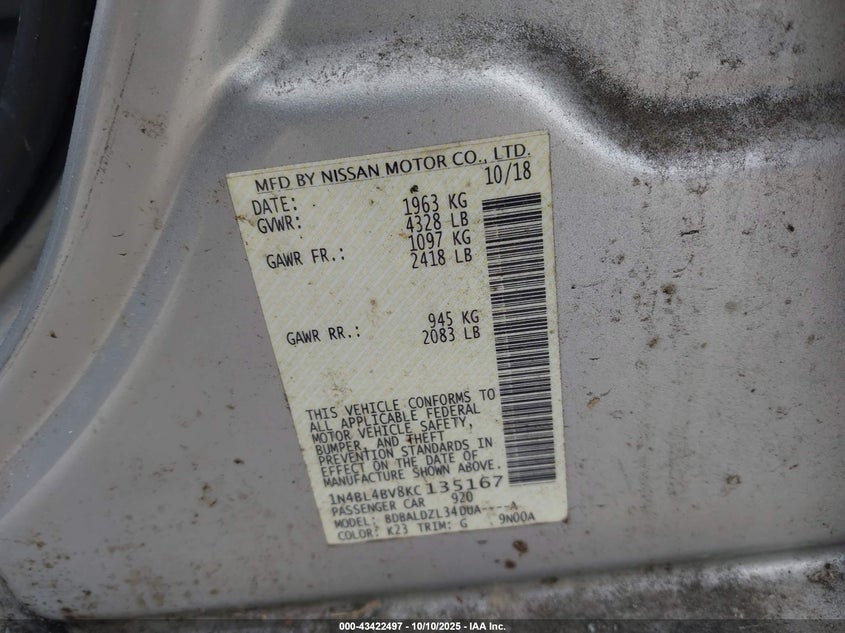 MFD BY NISSAN MOTOR CO., LTD.
DATE: 10/18
GVWR: 1963 KG
4328 LB
GAWR FR.: 1097 KG
2418 LB
GAWR RR.: 945 KG
2083 LB
THIS VEHICLE CONFORMS TO
ALL APPLICABLE FEDERAL
MOTOR VEHICLE SAFETY,
BUMPER, AND THEFT
PREVENTION STANDARDS IN
EFFECT ON THE DATE OF
MANUFACTURE SHOWN ABOVE.
1N4BL4BV8KC135167
PASSENGER CAR 920
MODEL: BDBALDZL34DUA----A
COLOR: K23 TRIM: G 9N00A
000-43422497 - 10/10/2025 - IAA Inc.